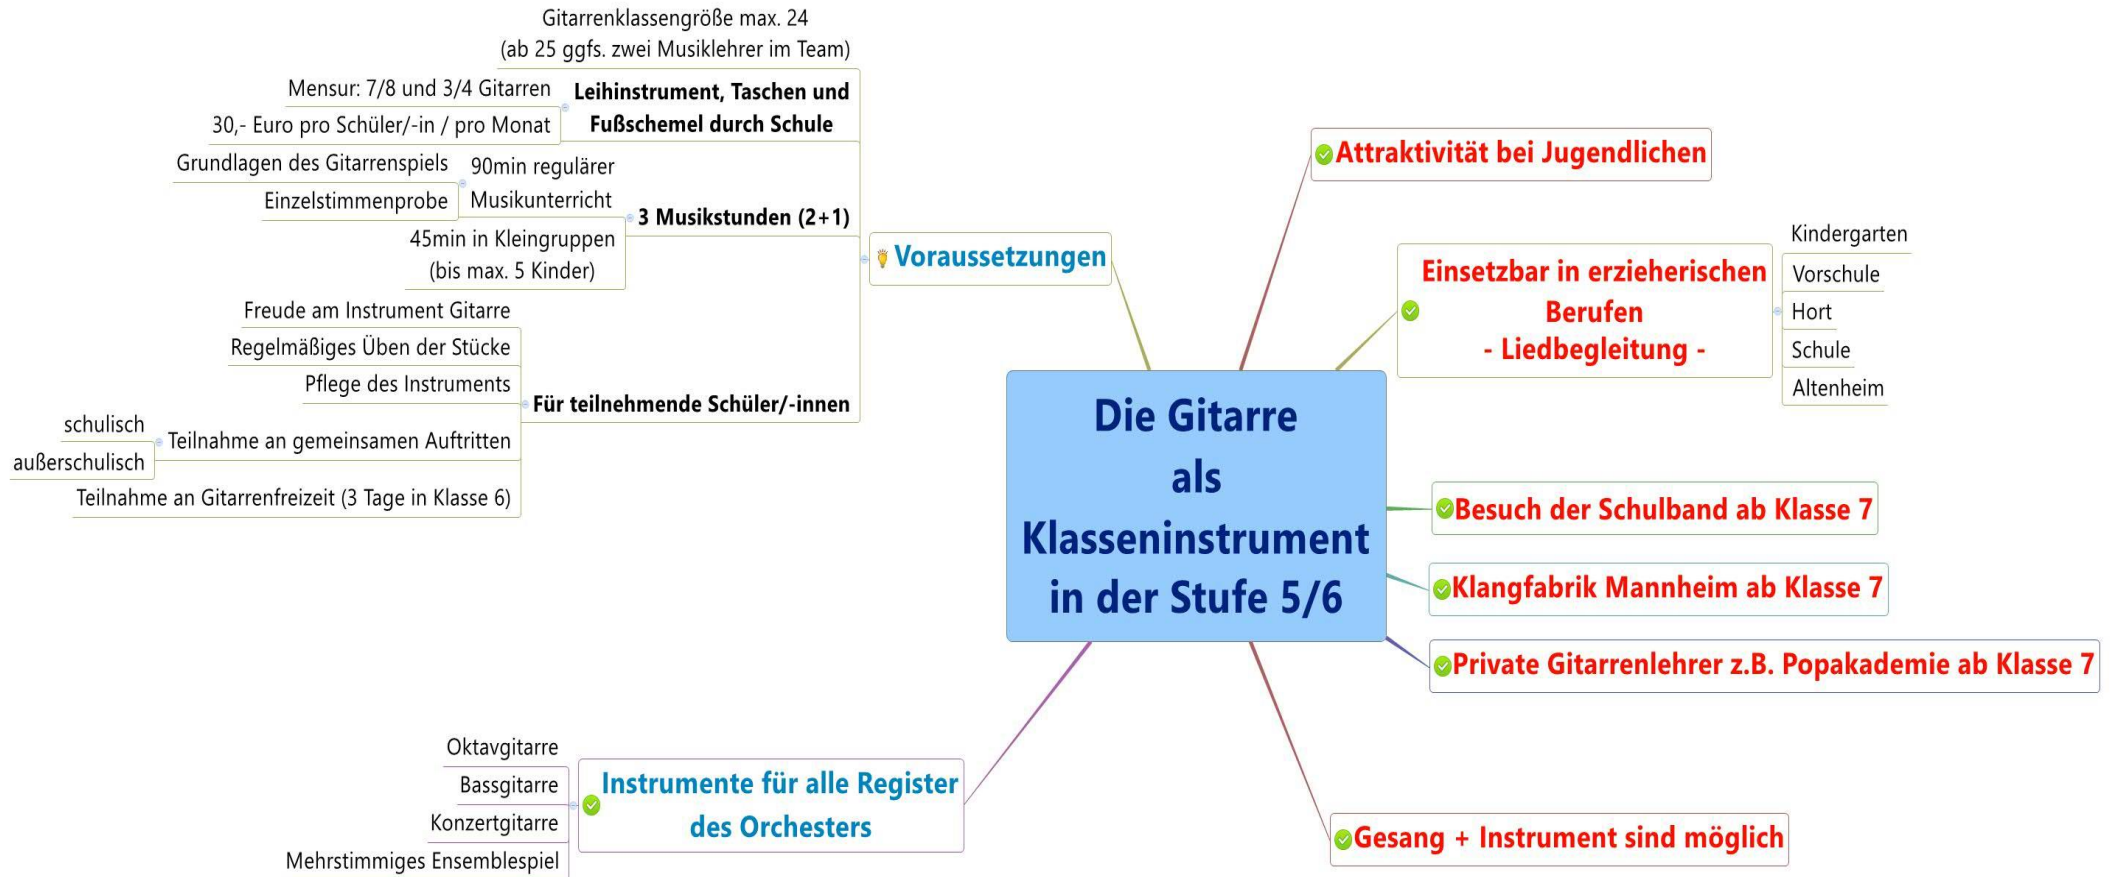 Gitarrenklassengröße max. 24
(ab 25 ggfs. zwei Musiklehrer im Team)
Mensur: 7/8 und 3/4 Gitarren
30,- Euro pro Schüler/-in / pro Monat
Leihinstrument, Taschen und
Fußschemel durch Schule
Grundlagen des Gitarrenspiels
Einzelstimmenprobe
90min regulärer
Musikunterricht
45min in Kleingruppen
(bis max. 5 Kinder)
3 Musikstunden (2+1)
Freude am Instrument Gitarre
Regelmäßiges Üben der Stücke
Pflege des Instruments
schulisch
außerschulisch
Teilnahme an gemeinsamen Auftritten
Teilnahme an Gitarrenfreizeit (3 Tage in Klasse 6)
Für teilnehmende Schüler/-innen
Voraussetzungen
Die Gitarre
als
Klasseninstrument
in der Stufe 5/6
Attraktivität bei Jugendlichen
Einsetzbar in erzieherischen
Berufen
- Liedbegleitung -
Kindergarten
Vorschule
Hort
Schule
Altenheim
Besuch der Schulband ab Klasse 7
Klangfabrik Mannheim ab Klasse 7
Private Gitarrenlehrer z.B. Popakademie ab Klasse 7
Gesang + Instrument sind möglich
Instrumente für alle Register
des Orchesters
Oktavgitarre
Bassgitarre
Konzertgitarre
Mehrstimmiges Ensemblespiel